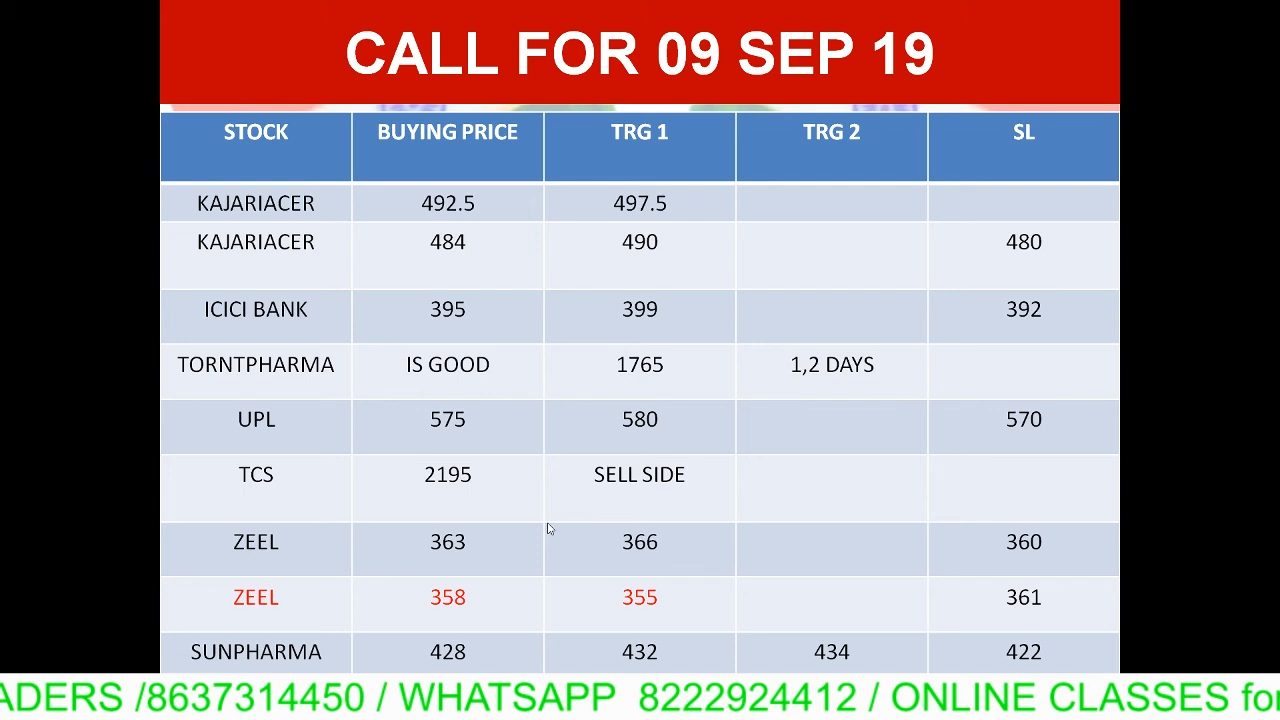 CALL FOR 09 SEP 19
STOCK BUYING PRICE TRG 1 TRG 2 SL
KAJARIACER 492.5 497.5
KAJARIACER 484 490 480
ICICI BANK 395 399 392
TORNTPHARMA IS GOOD 1765 1,2 DAYS
UPL 575 580 570
TCS 2195 SELL SIDE
ZEEL 363 366 360
ZEEL 358 355 361
SUNPHARMA 428 432 434 422
ADERS /8637314450 / WHATSAPP 8222924412 / ONLINE CLASSES for